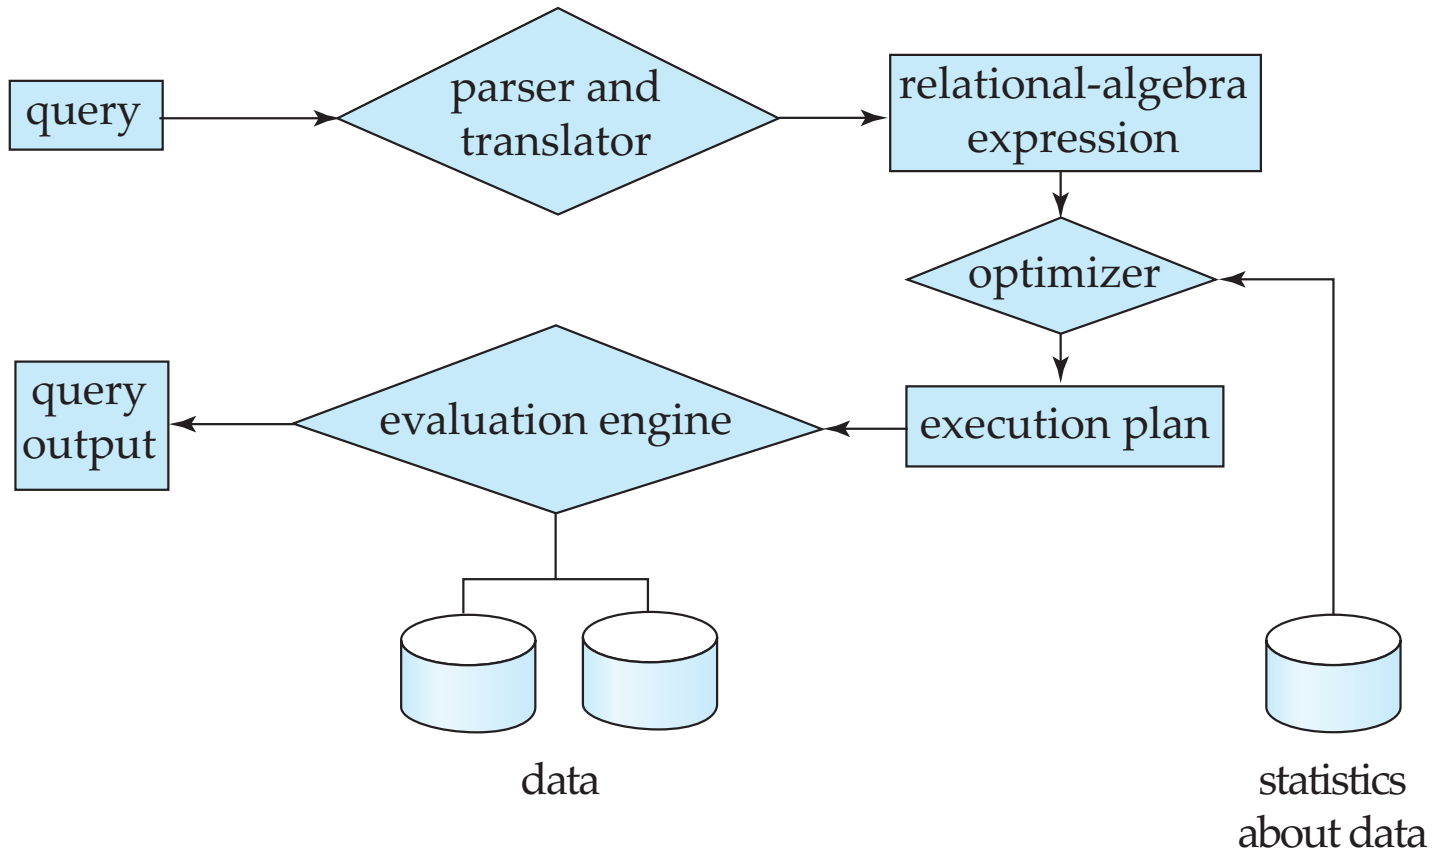 query
parser and
translator
relational-algebra
expression
optimizer
query
output
evaluation engine
execution plan
data
statistics
about data